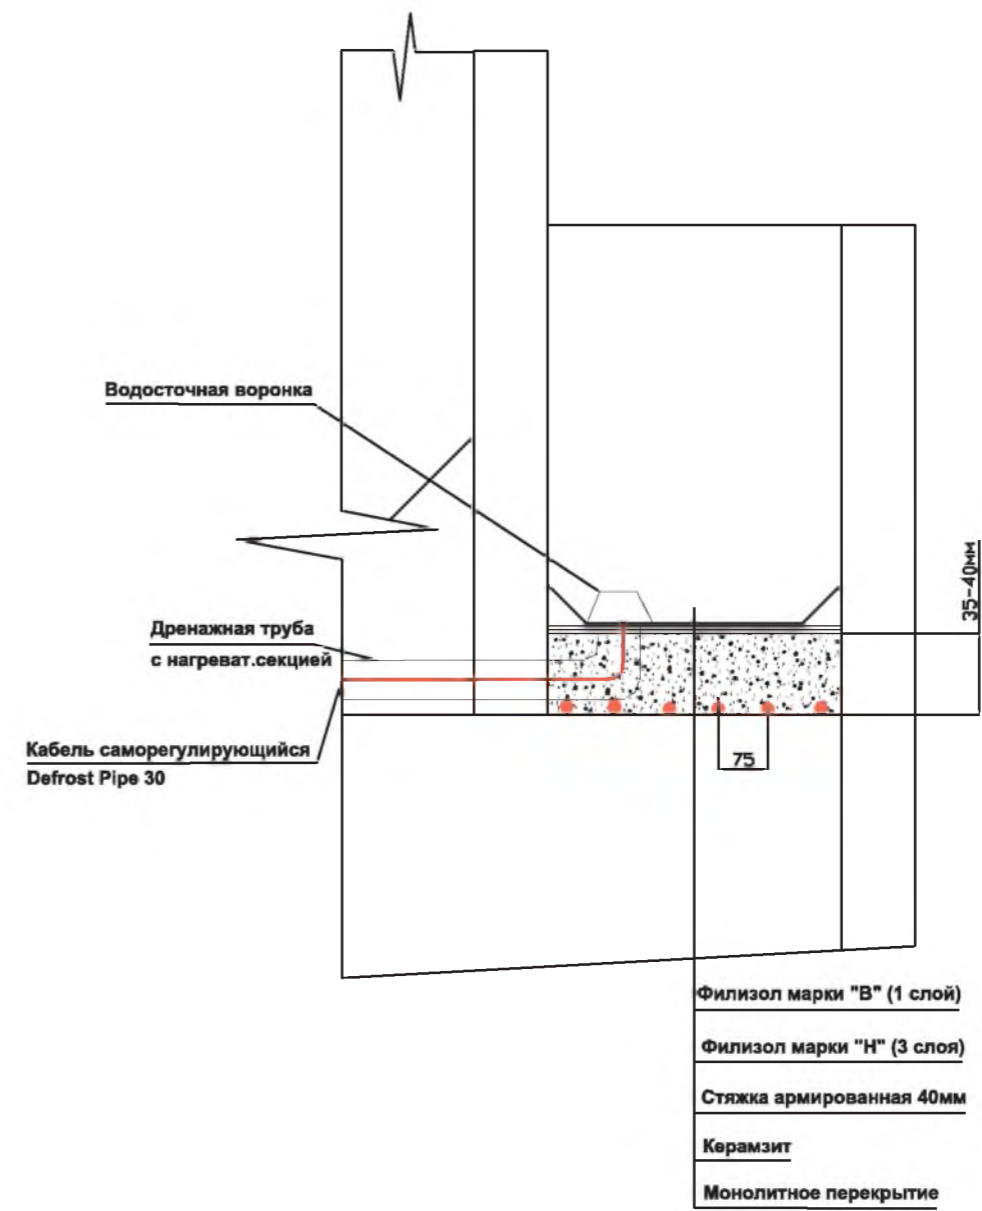 Водосточная воронка
35-40мм
Дренажная труба
с нагреват.секцией
Кабель саморегулирующийся
Defrost Pipe 30
75
Филизол марки "В" (1 слой)
Филизол марки "Н" (3 слоя)
Стяжка армированная 40мм
Керамзит
Монолитное перекрытие